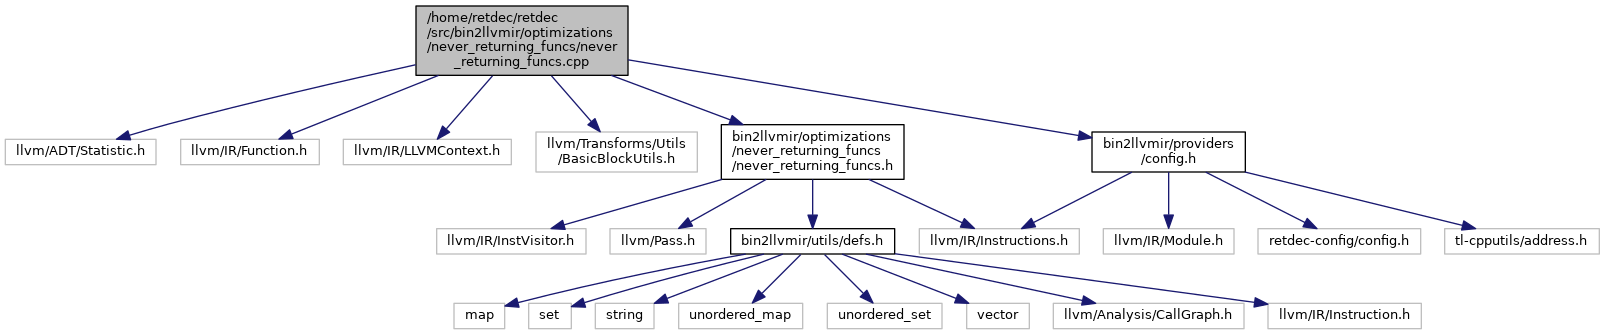 /home/retdec/retdec
/src/bin2llvmir/optimizations
/never_returning_funcs/never
_returning_funcs.cpp
llvm/ADT/Statistic.h
llvm/IR/Function.h
llvm/IR/LLVMContext.h
llvm/Transforms/Utils
/BasicBlockUtils.h
bin2llvmir/optimizations
/never_returning_funcs
/never_returning_funcs.h
bin2llvmir/providers
/config.h
llvm/IR/InstVisitor.h
llvm/Pass.h
bin2llvmir/utils/defs.h
llvm/IR/Instructions.h
llvm/IR/Module.h
retdec-config/config.h
tl-cpputils/address.h
map
set
string
unordered_map
unordered_set
vector
llvm/Analysis/CallGraph.h
llvm/IR/Instruction.h